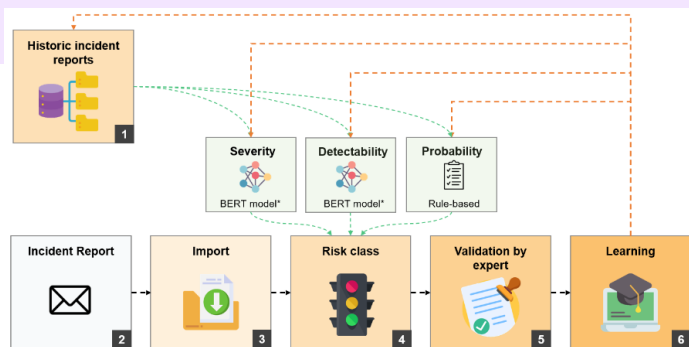 Historic incident
reports
1
Severity
BERT model*
Detectability
BERT model*
Probability
Rule-based
Incident Report
2
Import
3
Risk class
4
Validation by
expert
5
Learning
6